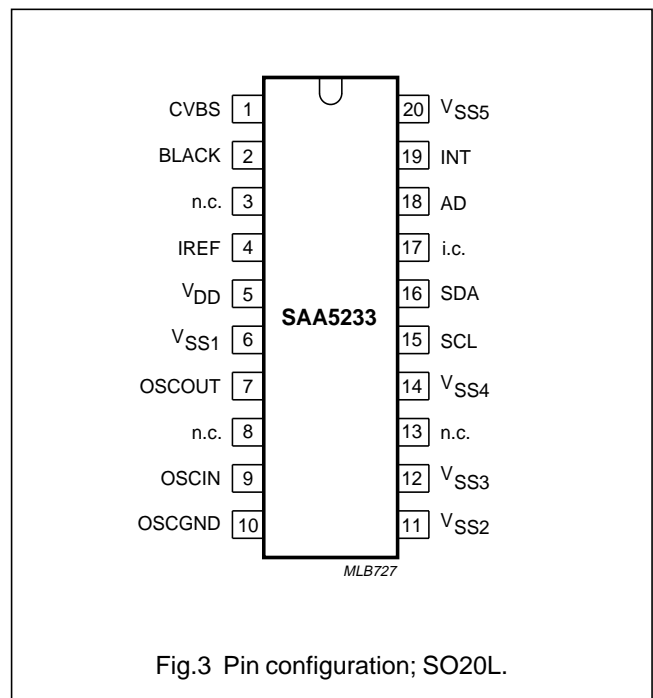 CVBS 1 20 VSS5
BLACK 2 19 INT
n.c. 3 18 AD
IREF 4 17 i.c.
VDD 5 16 SDA
SAA5233
VSS1 6 15 SCL
OSCOUT 7 14 VSS4
n.c. 8 13 n.c.
OSCIN 9 12 VSS3
OSCGND 10 11 VSS2
MLB727
Fig.3 Pin configuration; SO20L.